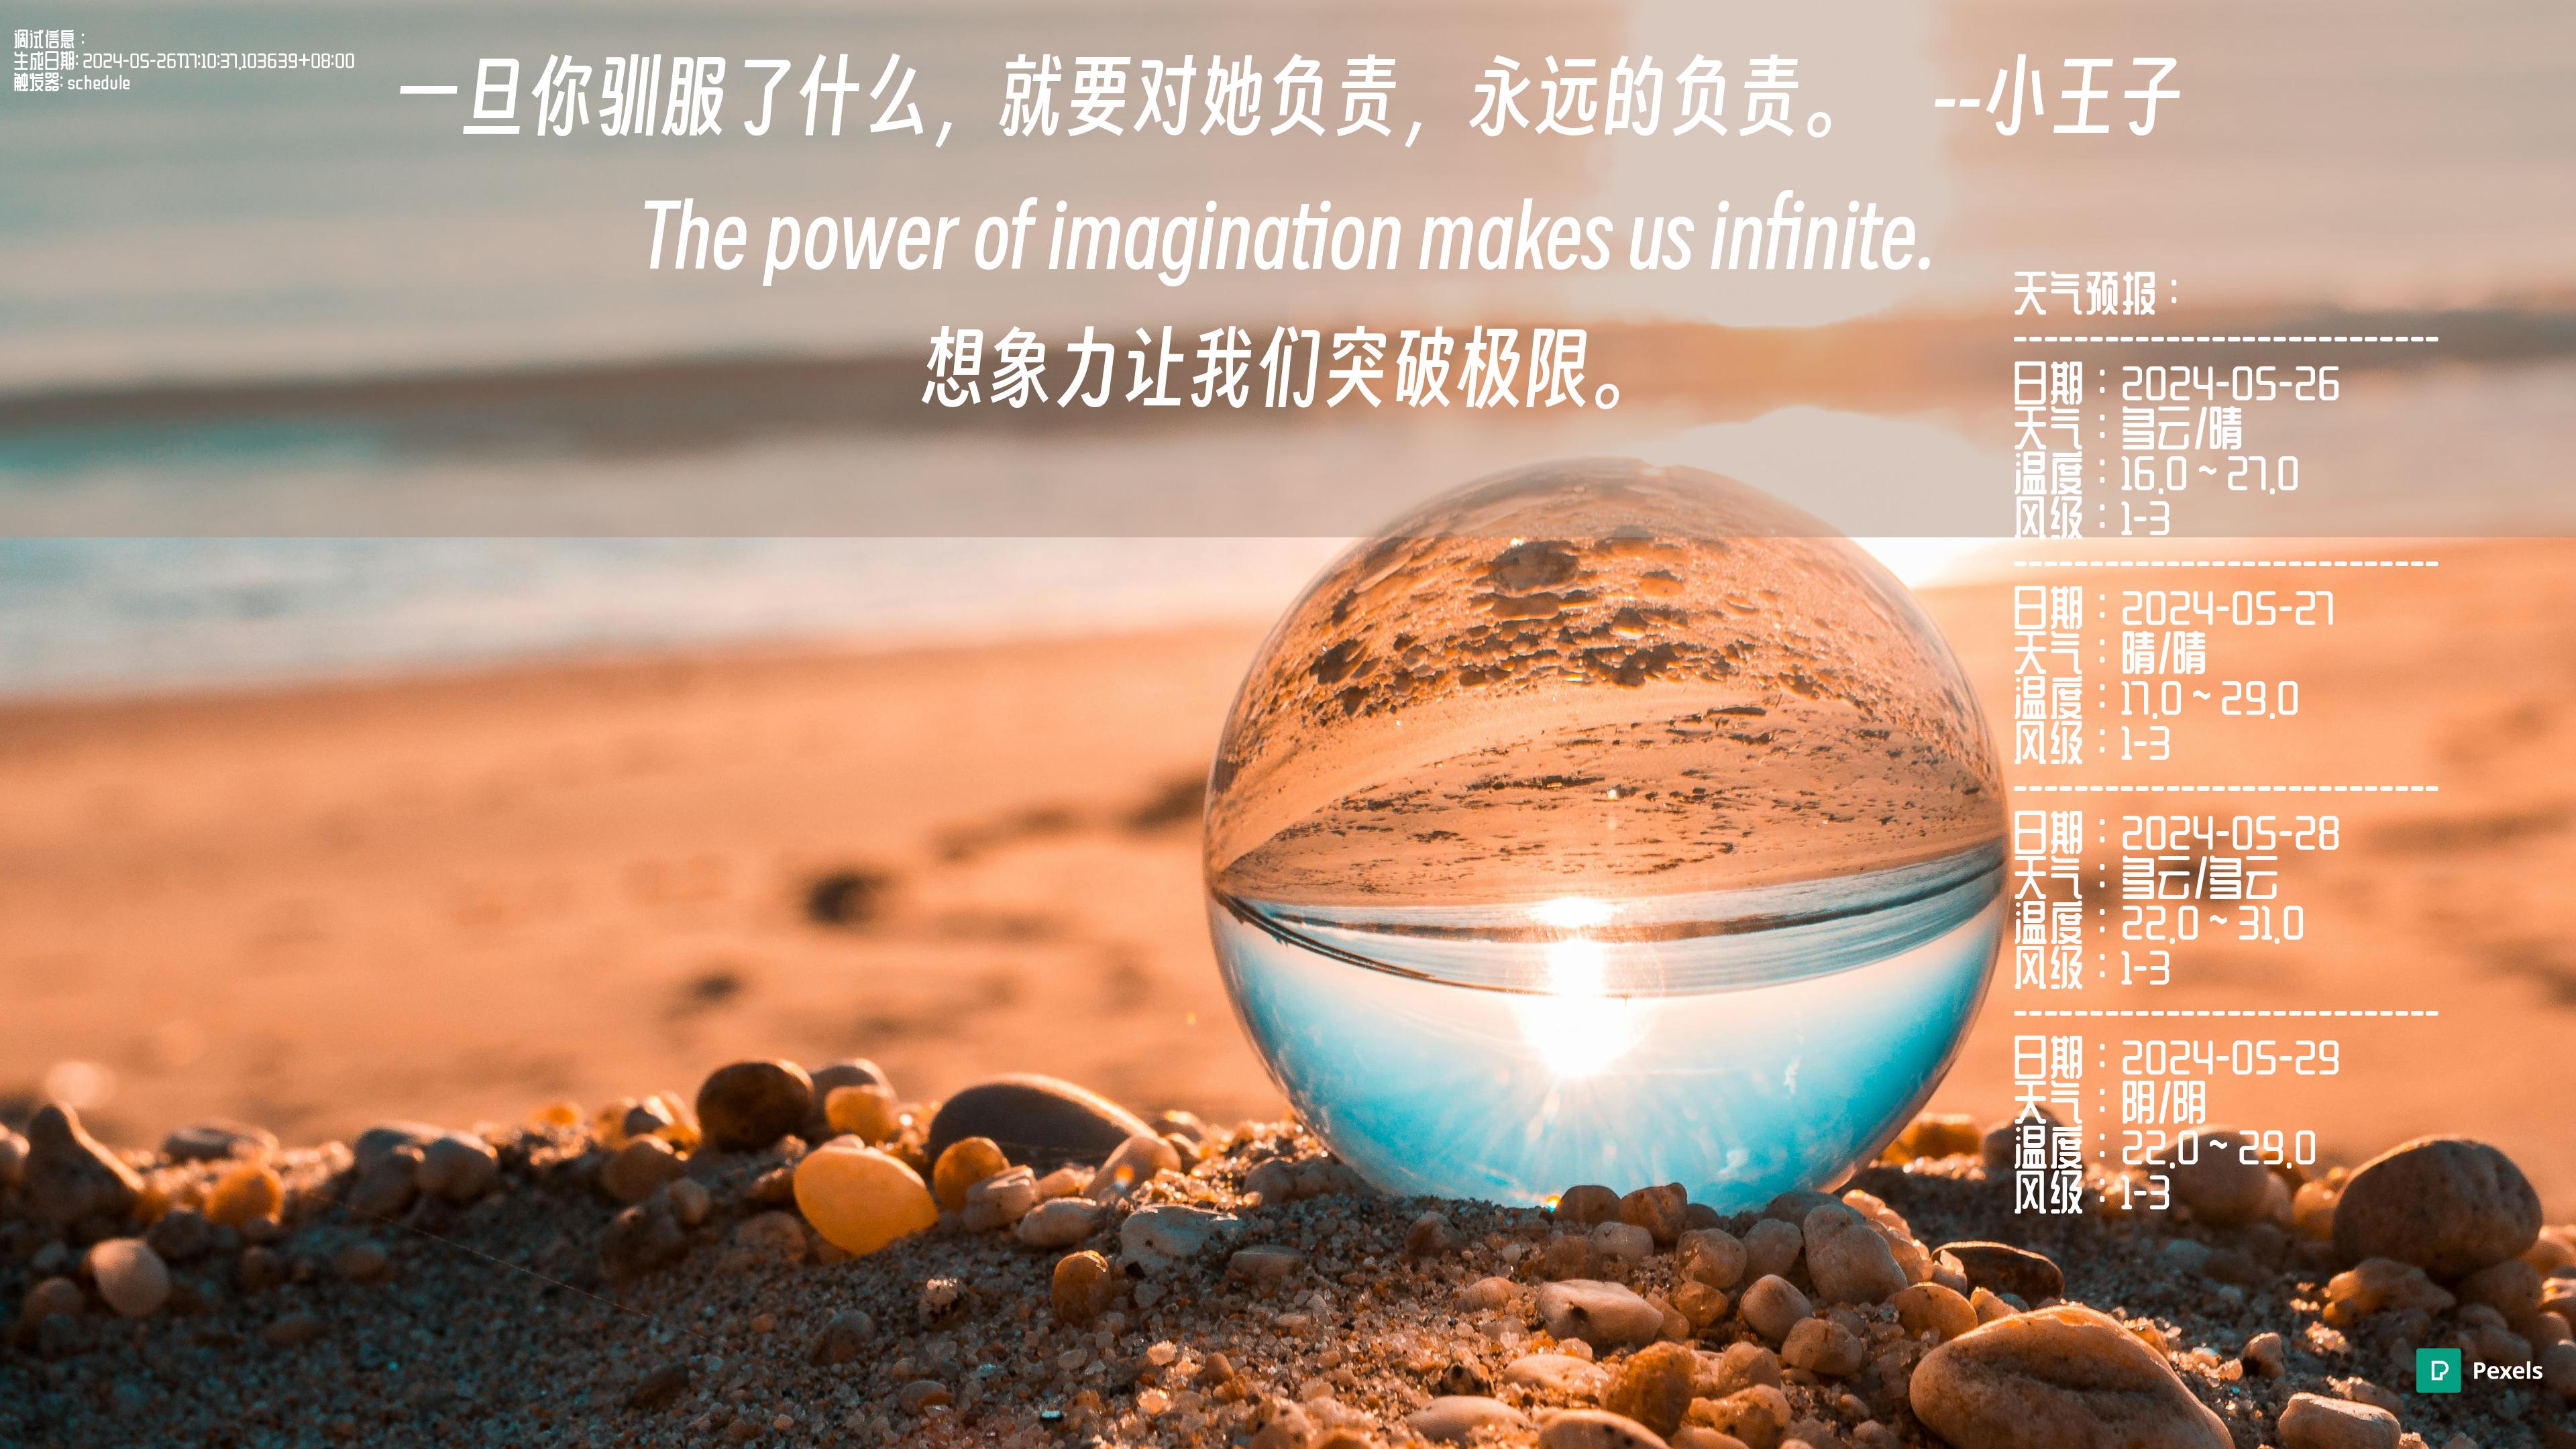 调试信息：
生成日期: 2024-05-26T17:10:37.103639+08:00
触发器: schedule
一旦你驯服了什么，就要对她负责，永远的负责。 --小王子
The power of imagination makes us infinite.
想象力让我们突破极限。
天气预报：
----------------------------
日期：2024-05-26
天气：多云/晴
温度：16.0 ~ 27.0
风级：1-3
----------------------------
日期：2024-05-27
天气：晴/晴
温度：17.0 ~ 29.0
风级：1-3
----------------------------
日期：2024-05-28
天气：多云/多云
温度：22.0 ~ 31.0
风级：1-3
----------------------------
日期：2024-05-29
天气：阴/阴
温度：22.0 ~ 29.0
风级：1-3
Pexels